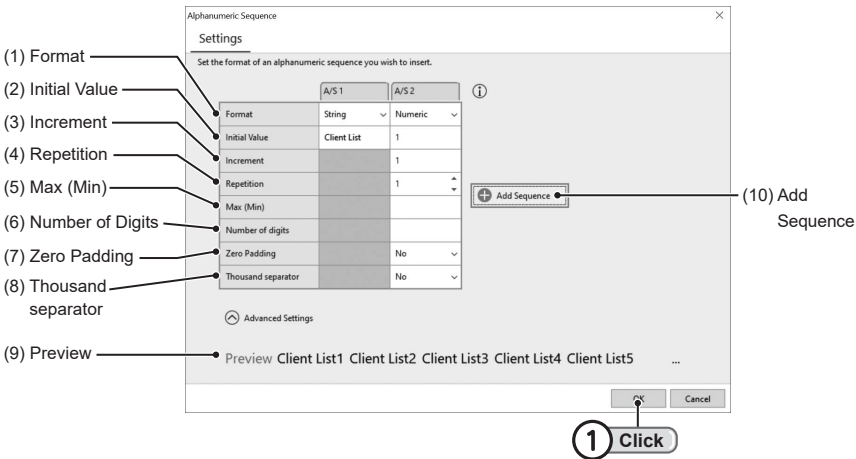 Alphanumeric Sequence
Settings
Set the format of an alphanumeric sequence you wish to insert.
A/S 1 A/S 2
(1) Format
Format String Numeric
(2) Initial Value
Initial Value Client List 1
(3) Increment
Increment 1
(4) Repetition
Repetition 1
(5) Max (Min)
Max (Min)
(6) Number of Digits
Number of digits
(7) Zero Padding
Zero Padding No
(8) Thousand
separator
Thousand separator No
Add Sequence
(10) Add
Sequence
Advanced Settings
(9) Preview
Preview Client List1 Client List2 Client List3 Client List4 Client List5 ...
OK Cancel
1 Click